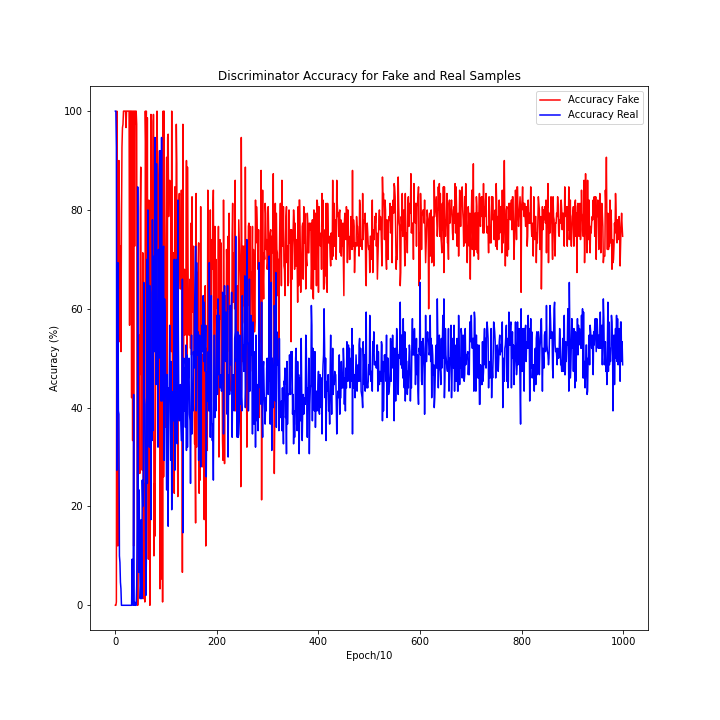 Discriminator Accuracy for Fake and Real Samples
Accuracy Fake
Accuracy Real
100
80
60
40
20
0
Accuracy (%)
0 200 400 600 800 1000
Epoch/10